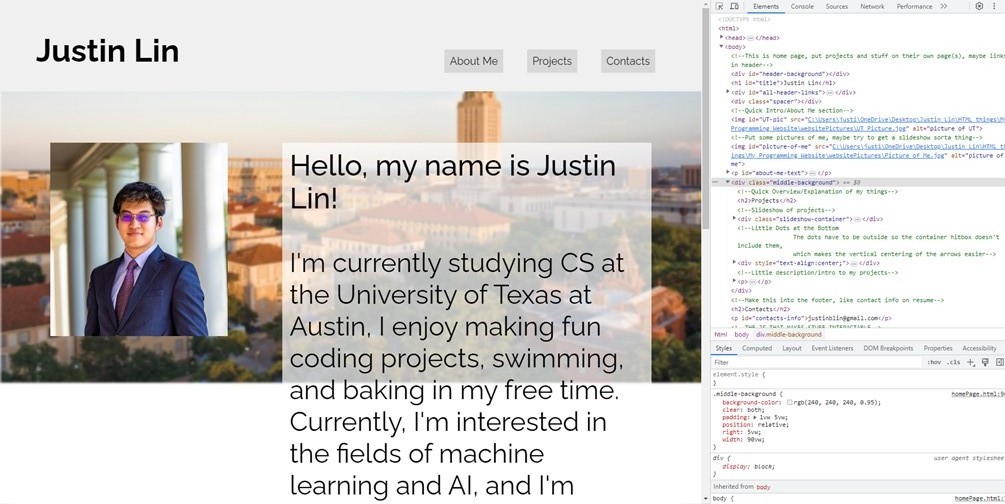 Justin Lin
About Me
Projects
Contacts
Hello, my name is Justin
Lin!
I'm currently studying CS at
the University of Texas at
Austin, I enjoy making fun
coding projects, swimming,
and baking in my free time.
Currently, I'm interested in
the fields of machine
learning and AI, and I'm
Elements Console Sources Network Performance »
<!DOCTYPE html>
<html>
<head> </head>
<body>
<!--This is home page, put projects and stuff on their own page(s), maybe links
in header-->
<div id="header-background"></div>
<h1 id="title">Justin Lin</h1>
<div id="all-header-links"> </div>
<div class="spacer"></div>
<!--Quick Intro/About Me section-->
<img id="UT-pic" src="C:\Users\justi\OneDrive\Desktop\Justin Lin\HTML things\M
Programming Website\websitePictures\UT Picture.jpg" alt="picture of UT">
<!--Put some pictures of me, maybe try to get a slideshow sorta thing-->
<img id="picture-of-me" src="C:\Users\justi\OneDrive\Desktop\Justin Lin\HTML th
ings\My Programming Website\websitePictures\Picture of Me.jpg" alt="picture of
me">
<p id="about-me-text"> </p>
<div class="middle-background"> == $0
<!--Quick Overview/Explanation of my things-->
<h2>Projects</h2>
<!--Slideshow of projects-->
<div class="slideshow-container"> </div>
<!--Little Dots at the Bottom
The dots have to be outside so the container hitbox doesn't
include them,
which makes the vertical centering of the arrows easier-->
<div style="text-align:center;"> </div>
<!--Little description/intro to my projects-->
<p> </p>
</div>
<!--Make this into the footer, like contact info on resume-->
<h2>Contacts</h2>
<p id="contacts-info">justinblin@gmail.com</p>
<!--THE JS THAT MAKES STUFF INTERACTABLE-->
html body div.middle-background
Styles Computed Layout Event Listeners DOM Breakpoints Properties Accessibility
Filter :hov .cls
element.style {
}
.middle-background { homePage.html:9
background-color: rgb(240, 240, 240, 0.95);
clear: both;
padding: 1vw 5vw;
position: relative;
right: 5vw;
width: 90vw;
}
div { user agent stylesheet
display: block;
}
Inherited from body
body { homePage.html: